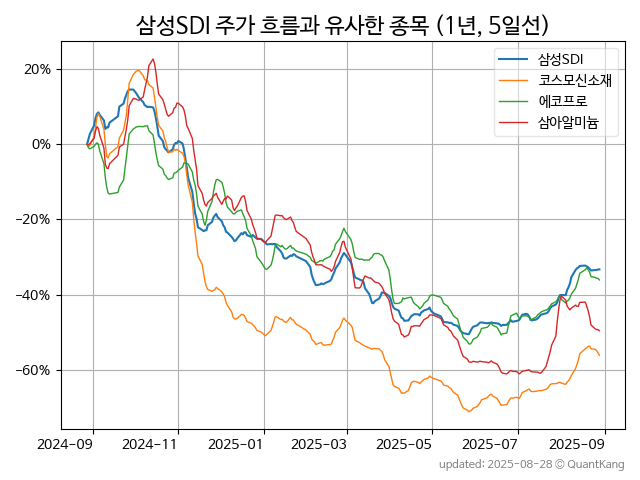 삼성SDI 주가 흐름과 유사한 종목 (1년, 5일선)
삼성SDI
코스모신소재
에코프로
삼아알미늄
20%
0%
−20%
−40%
−60%
2024-09 2024-11 2025-01 2025-03 2025-05 2025-07 2025-09
updated: 2025-08-28 © QuantKang